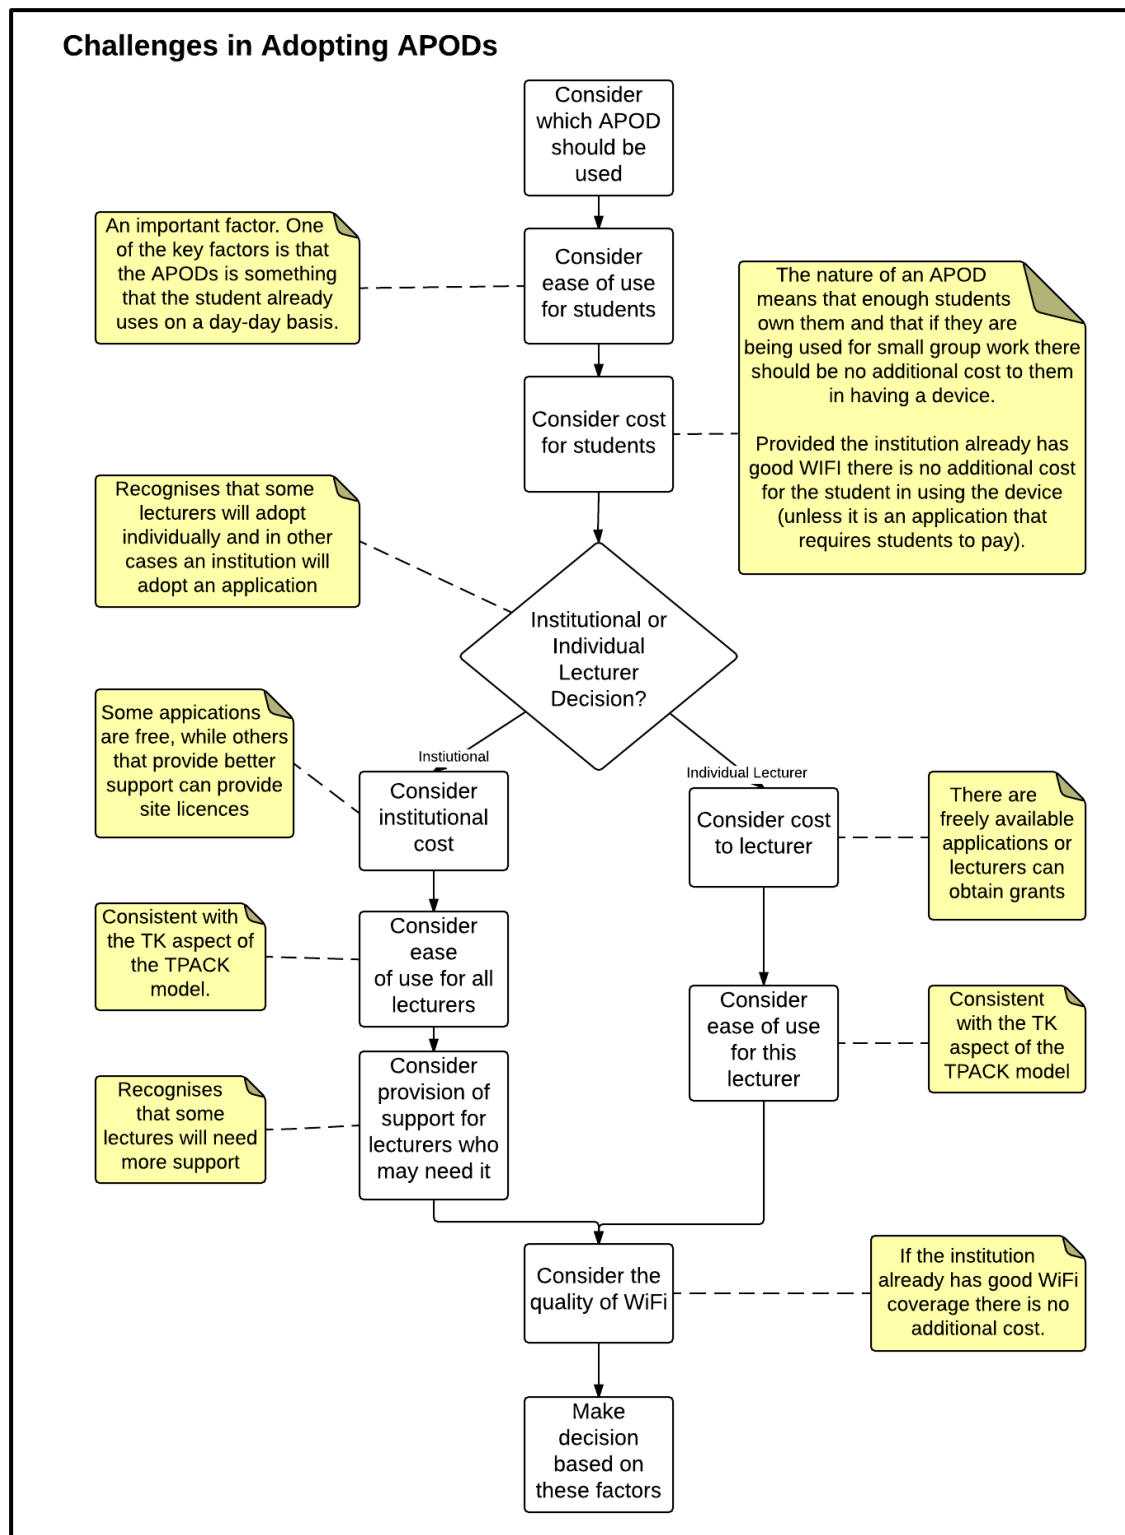 Challenges in Adopting APODs
Consider
which APOD
should be
used
An important factor. One
of the key factors is that
the APODs is something
that the student already
uses on a day-day basis.
Consider
ease of use
for students
The nature of an APOD
means that enough students
own them and that if they are
being used for small group work there
should be no additional cost to them
in having a device.
Provided the institution already has
good WIFI there is no additional cost
for the student in using the device
(unless it is an application that
requires students to pay).
Consider cost
for students
Recognises that some
lecturers will adopt
individually and in other
cases an institution will
adopt an application
Institutional or
Individual
Lecturer
Decision?
Some appications
are free, while others
that provide better
support can provide
site licences
Instiutional
Individual Lecturer
Consider
institutional
cost
Consider cost
to lecturer
There are
freely available
applications or
lecturers can
obtain grants
Consistent with
the TK aspect of
the TPACK
model.
Consider
ease
of use for all
lecturers
Consider
ease of use
for this
lecturer
Consistent
with the TK
aspect of the
TPACK model
Recognises
that some
lectures will need
more support
Consider
provision of
support for
lecturers who
may need it
Consider the
quality of WiFi
If the institution
already has good WiFi
coverage there is no
additional cost.
Make
decision
based on
these factors